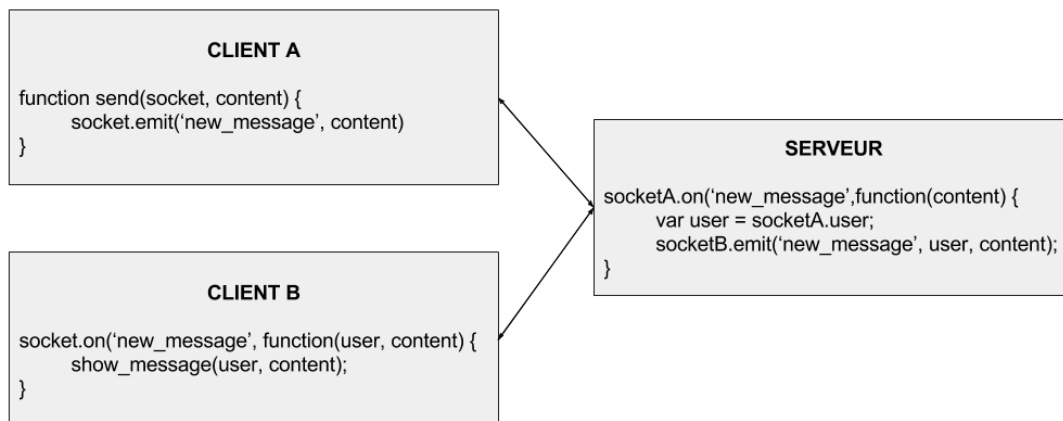 CLIENT A
function send(socket, content) {
socket.emit(‘new_message’, content)
}
SERVEUR
socketA.on(‘new_message’,function(content) {
var user = socketA.user;
socketB.emit(‘new_message’, user, content);
}
CLIENT B
socket.on(‘new_message’, function(user, content) {
show_message(user, content);
}